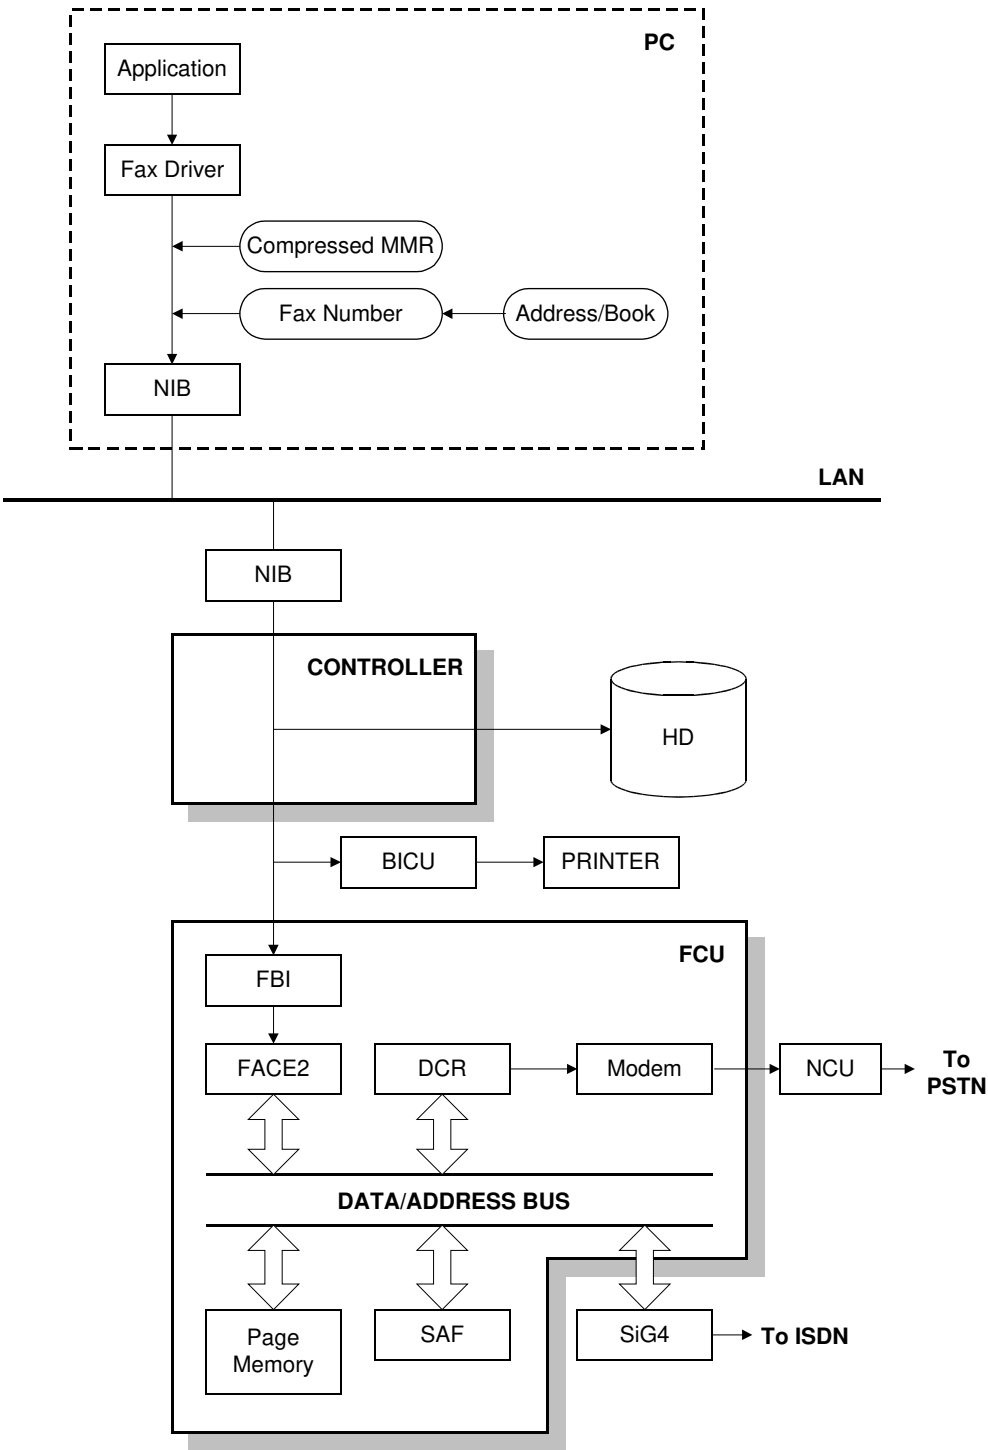 PC
Application
Fax Driver
Compressed MMR
Fax Number
Address/Book
NIB
LAN
NIB
CONTROLLER
HD
BICU
PRINTER
FCU
FBI
FACE2
DCR
Modem
NCU
To
PSTN
DATA/ADDRESS BUS
Page
Memory
SAF
SiG4
To ISDN